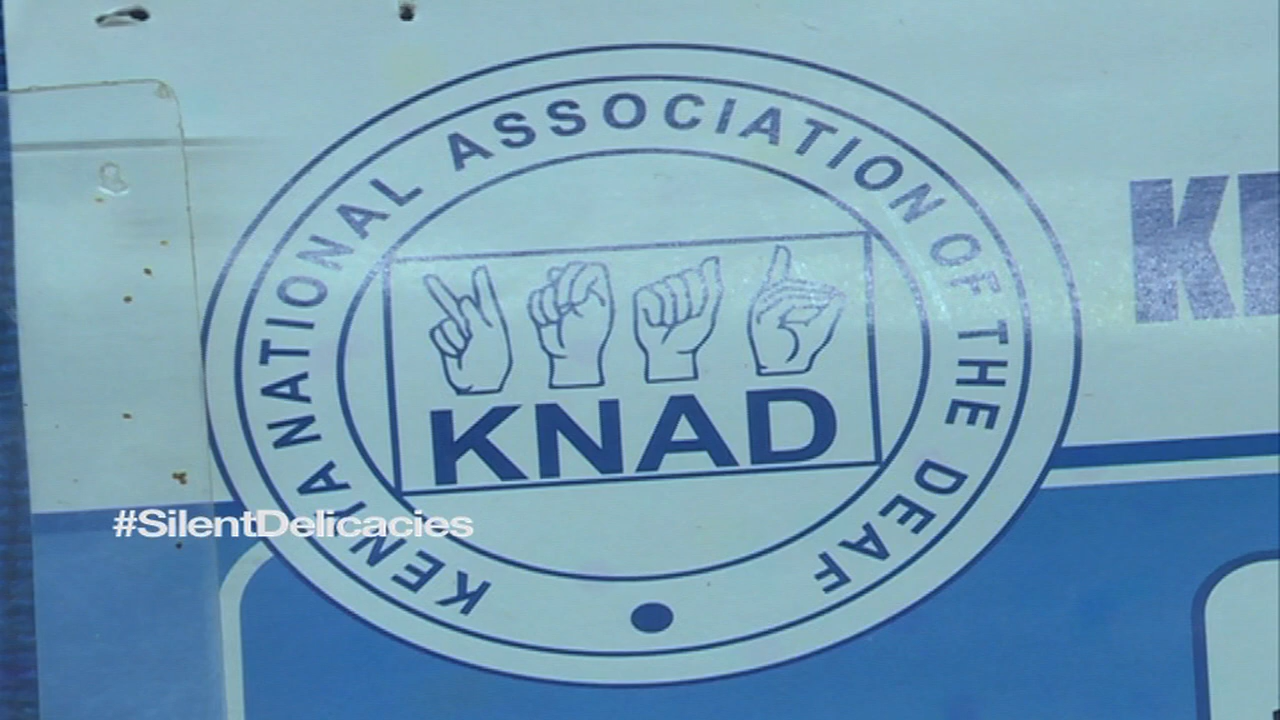 KENYA NATIONAL ASSOCIATION OF THE DEAF
KNAD
#SilentDelicacies